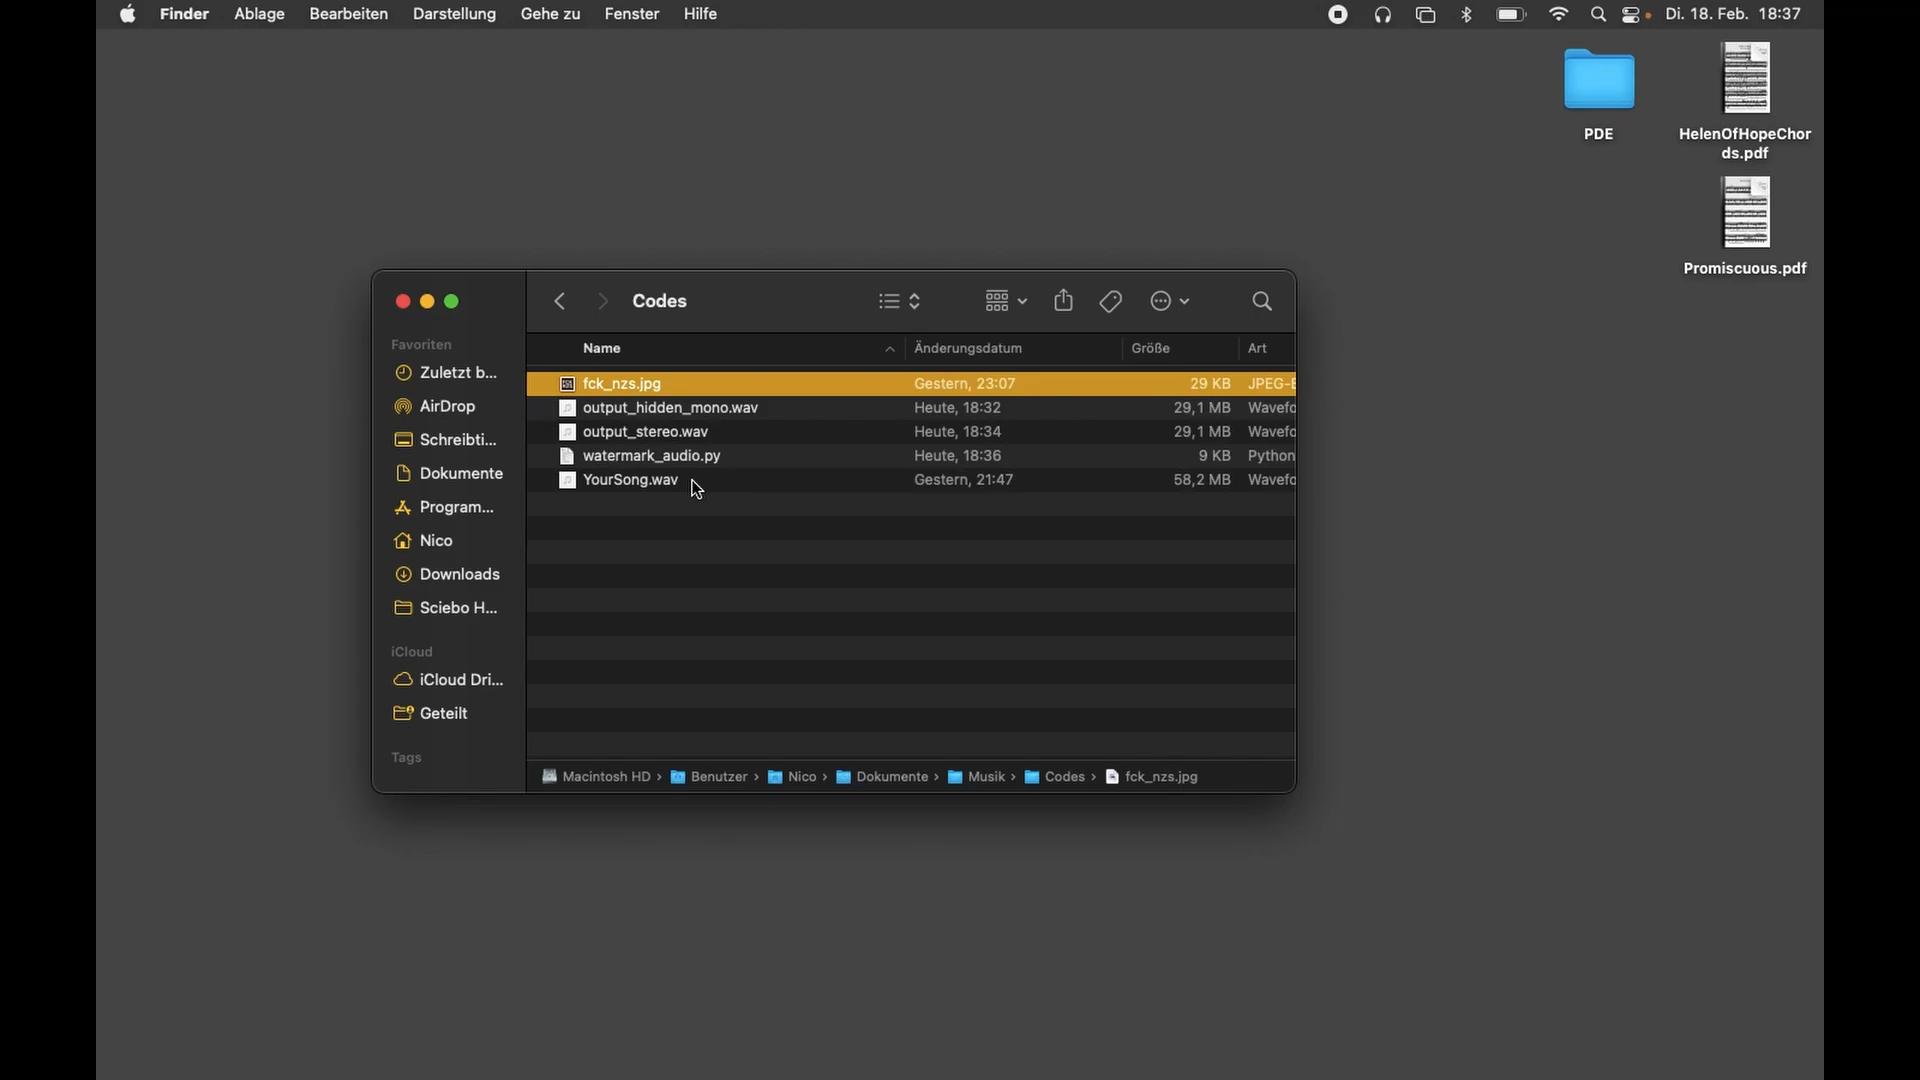 Finder Ablage Bearbeiten Darstellung Gehe zu Fenster Hilfe Di. 18. Feb. 18:37
PDE
HelenOfHopeChor
ds.pdf
Promiscuous.pdf
Codes
Favoriten
Zuletzt b...
AirDrop
Schreibti...
Dokumente
Program...
Nico
Downloads
Sciebo H...
iCloud
iCloud Dri...
Geteilt
Tags
Name Änderungsdatum Größe Art
fck_nzs.jpg Gestern, 23:07 29 KB JPEG-
output_hidden_mono.wav Heute, 18:32 29,1 MB Wavefo
output_stereo.wav Heute, 18:34 29,1 MB Wavefo
watermark_audio.py Heute, 18:36 9 KB Python
YourSong.wav Gestern, 21:47 58,2 MB Wavefo
Macintosh HD › Benutzer › Nico › Dokumente › Musik › Codes › fck_nzs.jpg